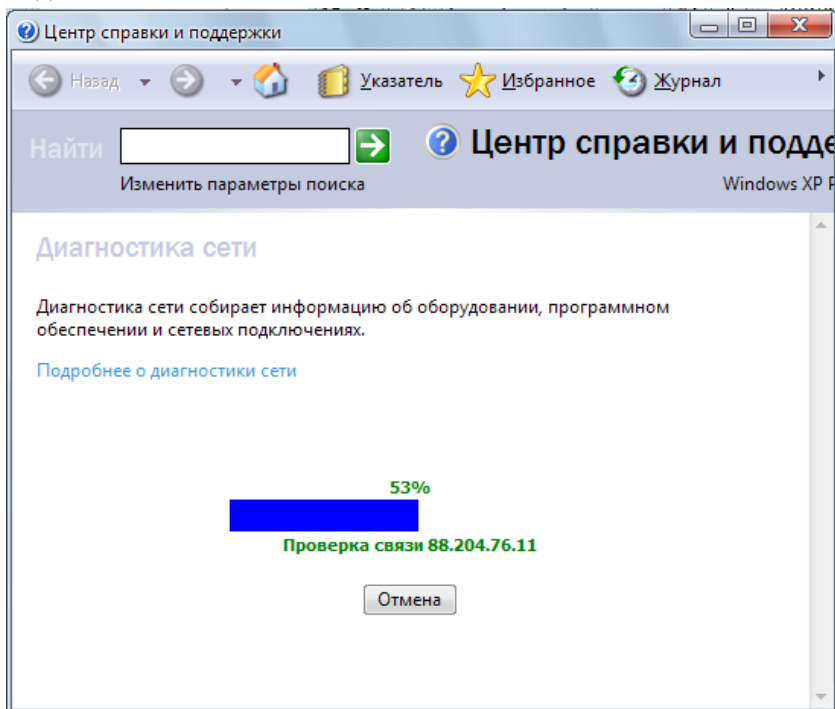 Центр справки и поддержки
Назад Указатель Избранное Журнал
Найти
Центр справки и подде
Изменить параметры поиска
Windows XP
Диагностика сети
Диагностика сети собирает информацию об оборудовании, программном
обеспечении и сетевых подключениях.
Подробнее о диагностики сети
53%
Проверка связи 88.204.76.11
Отмена